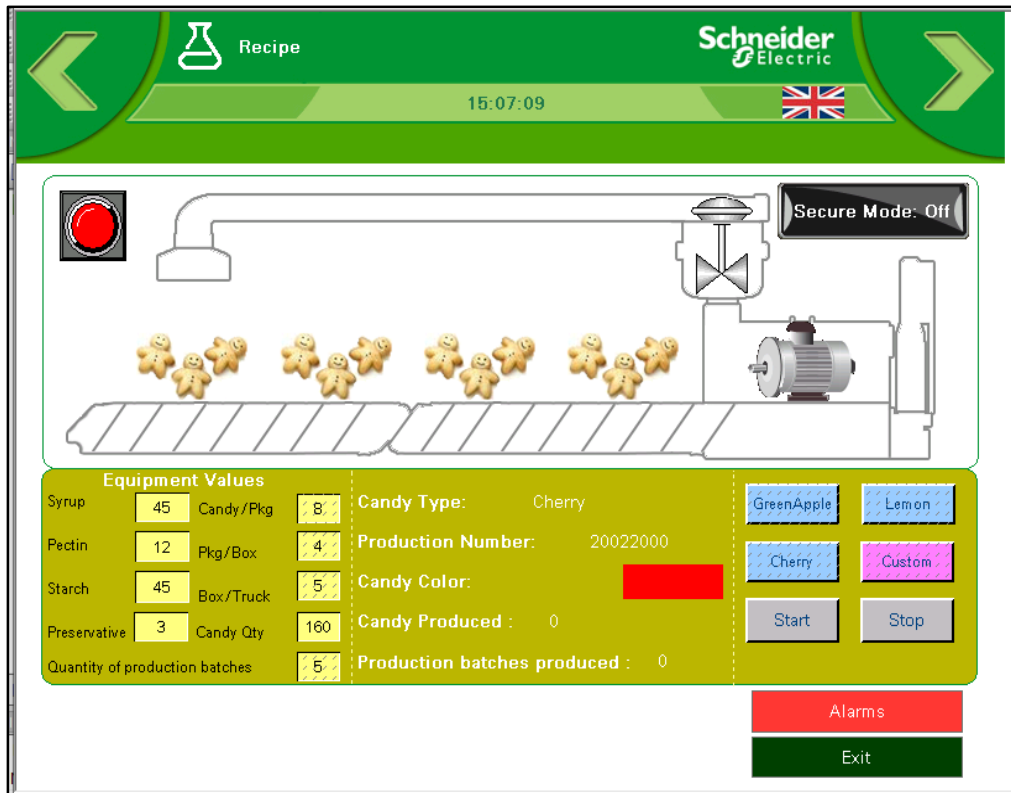 Recipe
Schneider
Electric
15:07:09
Secure Mode: Off
Equipment Values
Syrup 45 Candy/Pkg 8
Pectin 12 Pkg/Box 4
Starch 45 Box/Truck 5
Preservative 3 Candy Qty 160
Quantity of production batches 5
Candy Type: Cherry
Production Number: 20022000
Candy Color:
Candy Produced : 0
Production batches produced : 0
GreenApple Lemon
Cherry Custom
Start Stop
Alarms
Exit